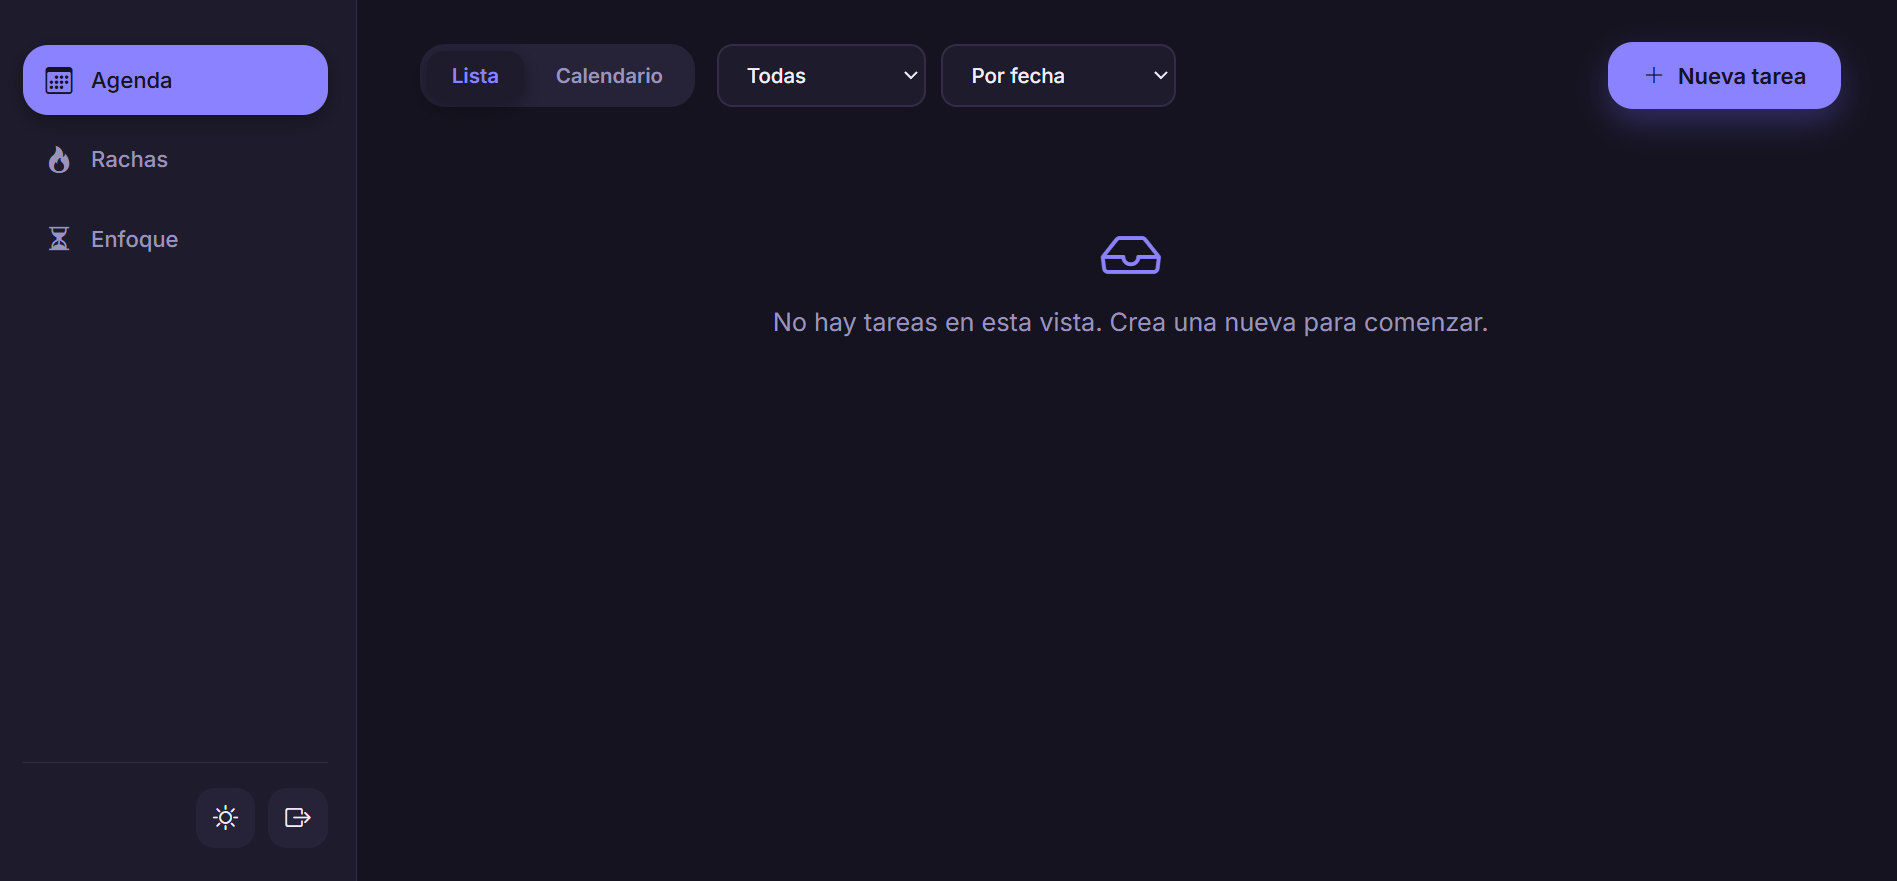 Agenda
Rachas
Enfoque
Lista
Calendario
Todas
Por fecha
Nueva tarea
No hay tareas en esta vista. Crea una nueva para comenzar.